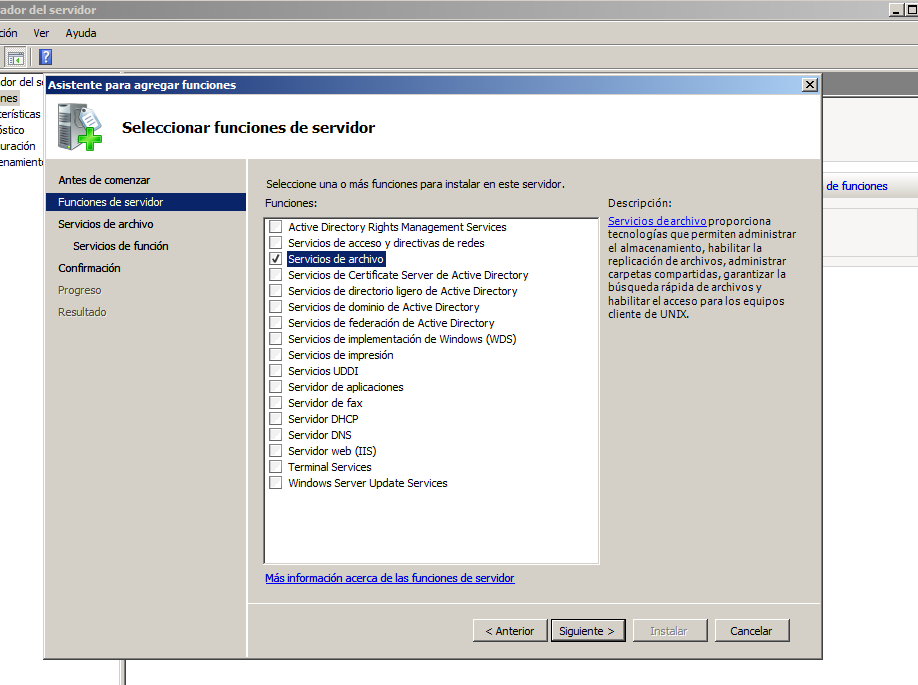 ador del servidor
ción Ver Ayuda
dor del se
nes
cterísticas
óstico
uración
enamiento
Asistente para agregar funciones
Seleccionar funciones de servidor
Antes de comenzar
Funciones de servidor
Servicios de archivo
Servicios de función
Confirmación
Progreso
Resultado
Seleccione una o más funciones para instalar en este servidor.
Funciones:
Active Directory Rights Management Services
Servicios de acceso y directivas de redes
Servicios de archivo
Servicios de Certificate Server de Active Directory
Servicios de directorio ligero de Active Directory
Servicios de dominio de Active Directory
Servicios de federación de Active Directory
Servicios de implementación de Windows (WDS)
Servicios de impresión
Servicios UDDI
Servidor de aplicaciones
Servidor de fax
Servidor DHCP
Servidor DNS
Servidor web (IIS)
Terminal Services
Windows Server Update Services
Más información acerca de las funciones de servidor
Descripción:
Servicios de archivo proporciona
tecnologías que permiten administrar
el almacenamiento, habilitar la
replicación de archivos, administrar
carpetas compartidas, garantizar la
búsqueda rápida de archivos y
habilitar el acceso para los equipos
cliente de UNIX.
de funciones
< Anterior Siguiente > Instalar Cancelar